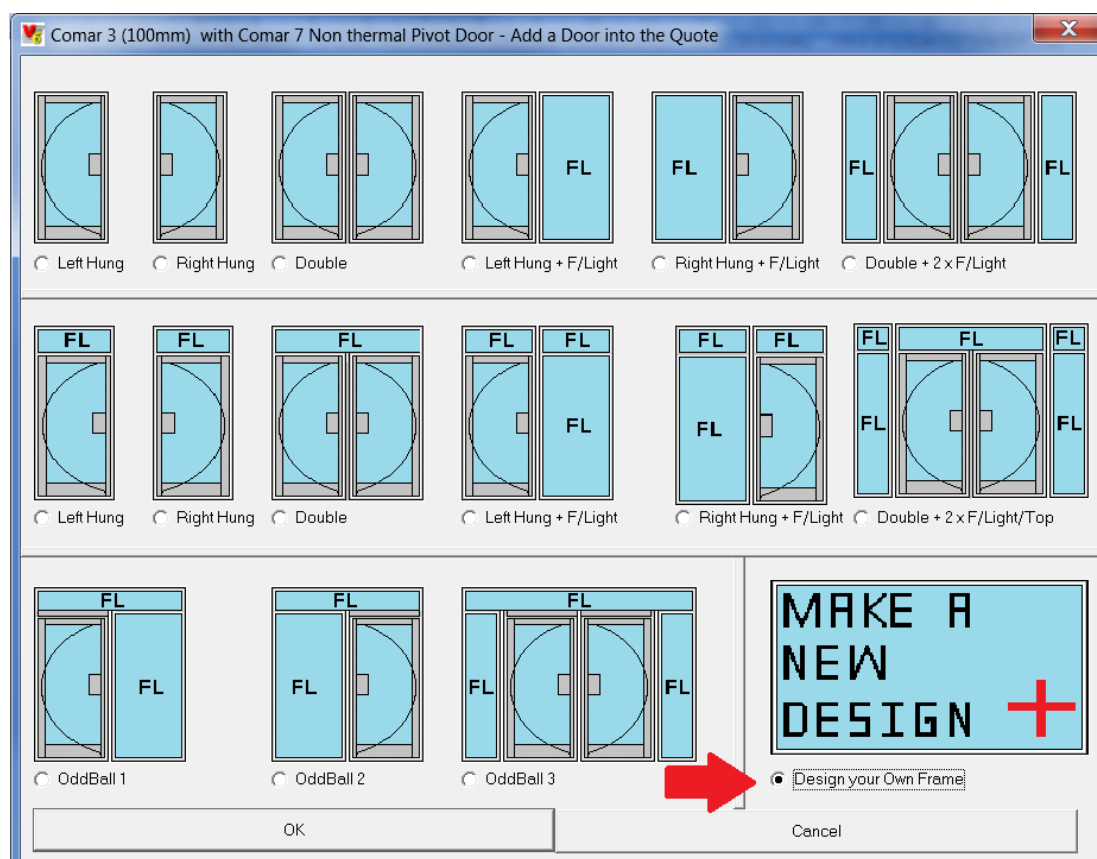 Comar 3 (100mm) with Comar 7 Non thermal Pivot Door - Add a Door into the Quote
FL FL FL FL
Left Hung Right Hung Double Left Hung + F/Light Right Hung + F/Light Double + 2 x F/Light
FL FL FL FL FL FL FL FL FL FL
FL FL FL FL
Left Hung Right Hung Double Left Hung + F/Light Right Hung + F/Light Double + 2 x F/Light/Top
FL FL FL
FL FL FL FL
OddBall 1 OddBall 2 OddBall 3
MAKE A
NEW
DESIGN
Design your Own Frame
OK Cancel